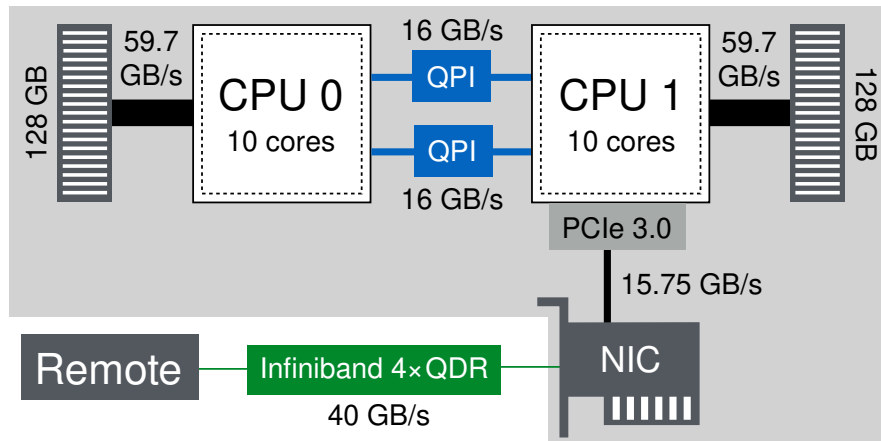 16 GB/s
59.7
GB/s
59.7
GB/s
QPI
128 GB
CPU 0
10 cores
CPU 1
10 cores
128 GB
QPI
16 GB/s
PCIe 3.0
15.75 GB/s
Remote
Infiniband 4×QDR
NIC
40 GB/s